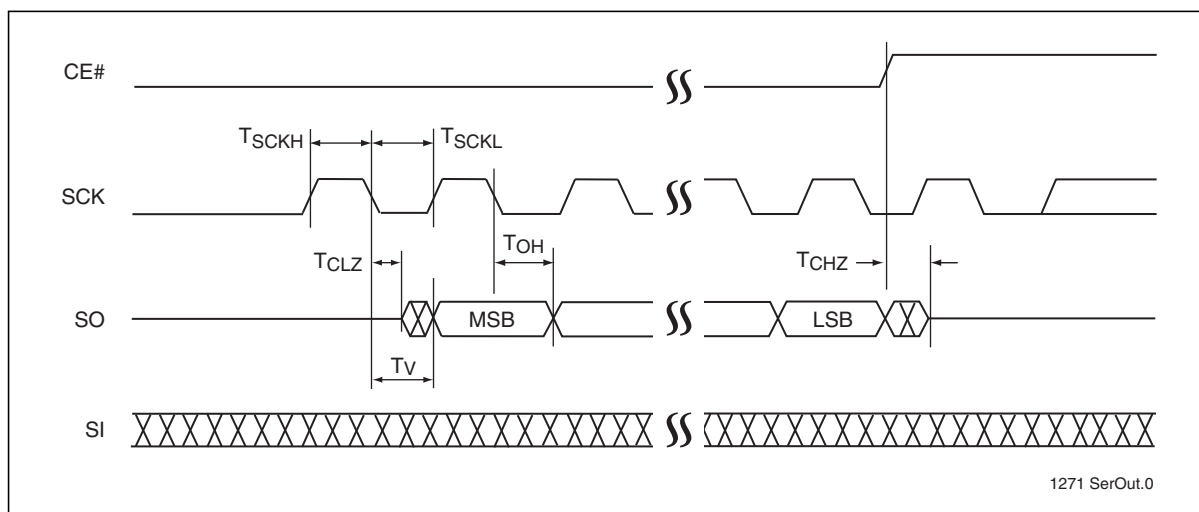 CE#
TSCKH
TSCKL
SCK
TOH
TCLZ
TCHZ
SO
MSB
LSB
TV
SI
1271 SerOut.0